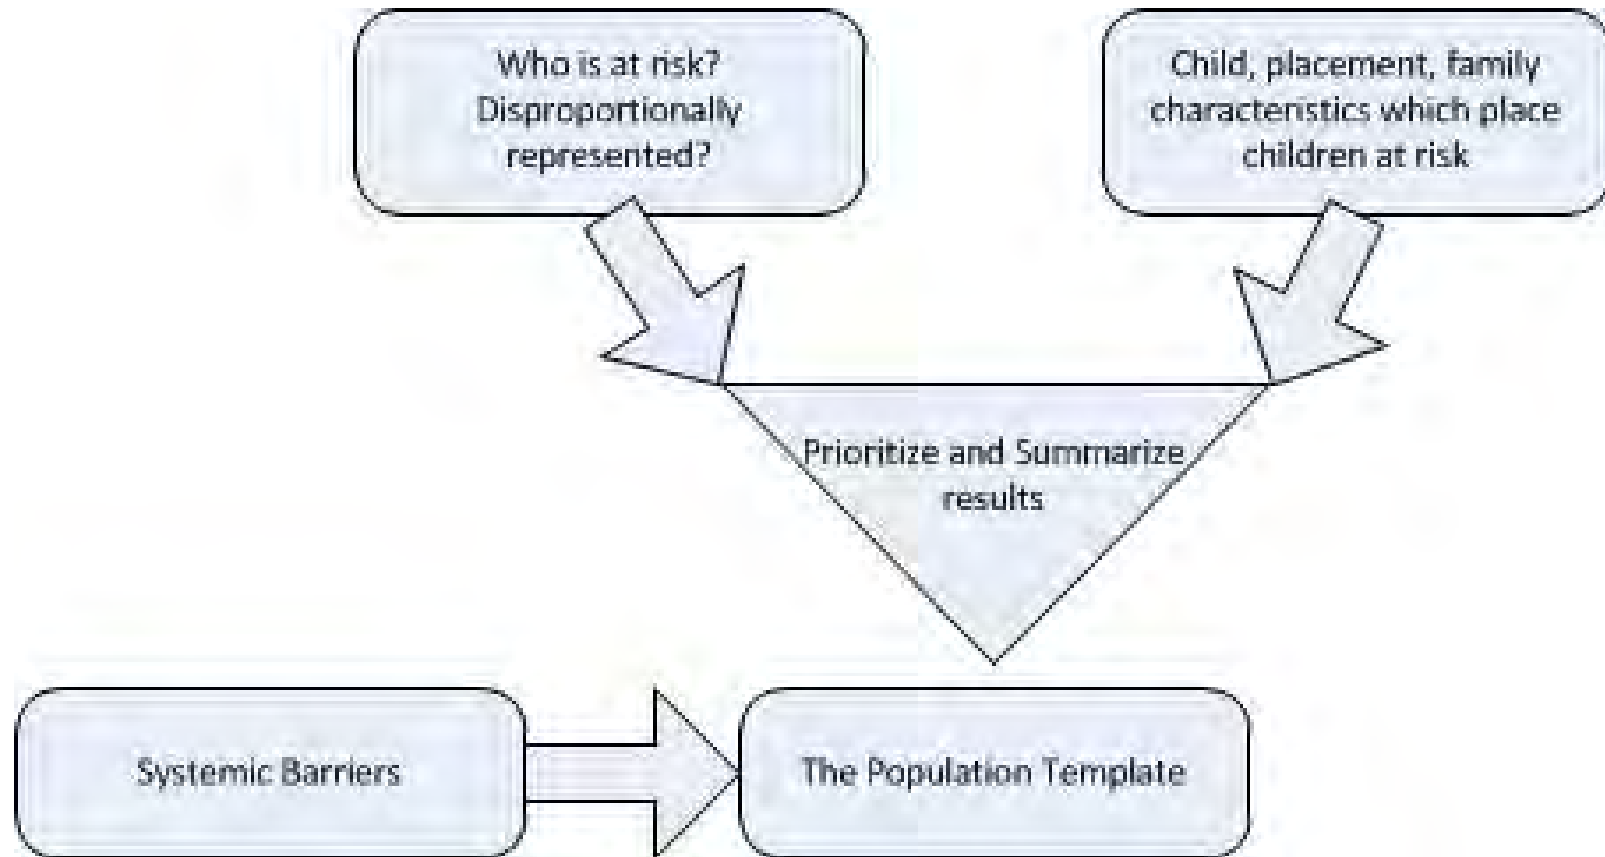 Who is at risk?
Disproportionally
represented?
Child, placement, family
characteristics which place
children at risk
Prioritize and Summarize
results
Systemic Barriers
The Population Template